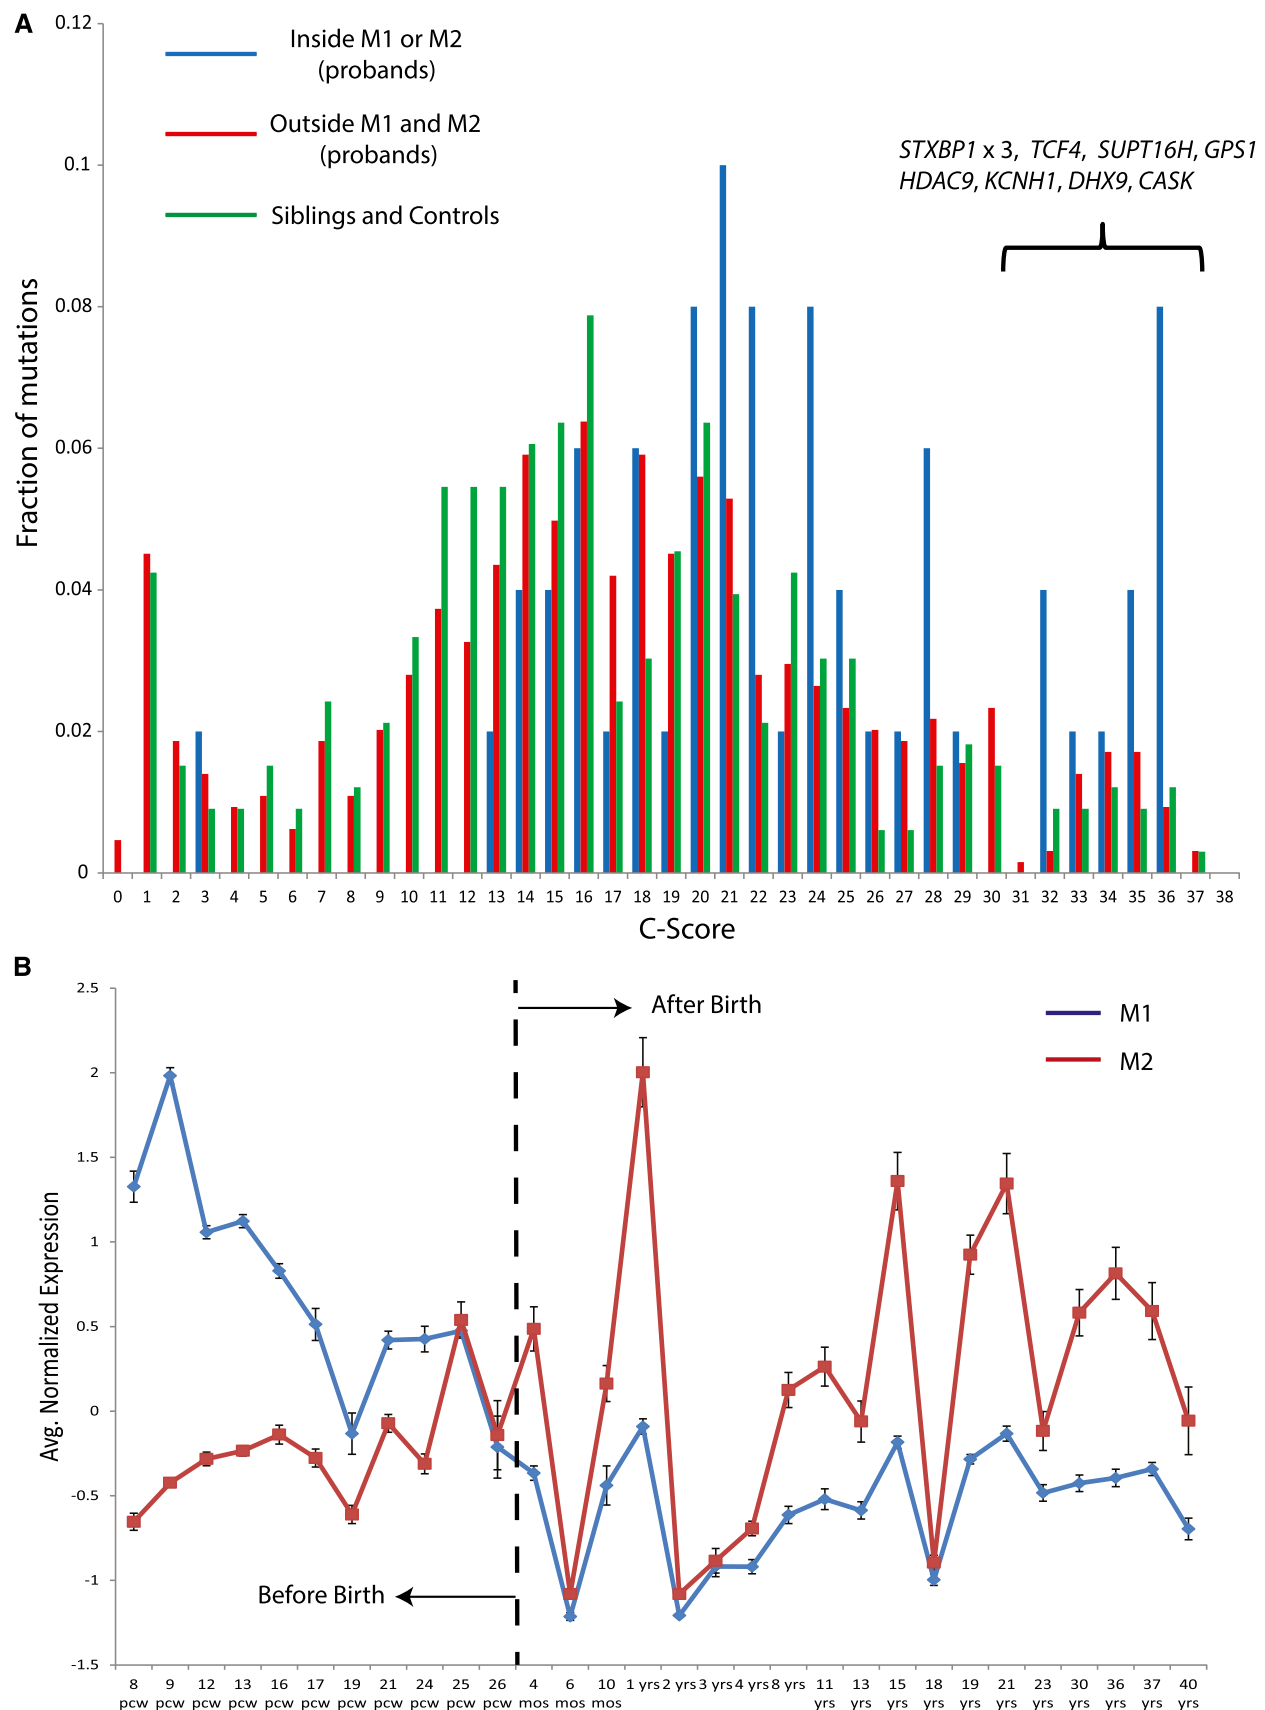 A
0.12
Inside M1 or M2
(probands)
Outside M1 and M2
(probands)
Siblings and Controls
STXBP1 x 3, TCF4, SUPT16H, GPS1
HDAC9, KCNH1, DHX9, CASK
0.1
0.08
0.06
0.04
0.02
0
Fraction of mutations
0 1 2 3 4 5 6 7 8 9 10 11 12 13 14 15 16 17 18 19 20 21 22 23 24 25 26 27 28 29 30 31 32 33 34 35 36 37 38
C-Score
B
2.5
After Birth
M1
M2
2
1.5
1
0.5
0
-0.5
-1
-1.5
Avg. Normalized Expression
Before Birth
8 9 12 13 16 17 19 21 24 25 26 4 6 10 1 yrs 2 yrs 3 yrs 4 yrs 8 yrs 11 13 15 18 19 21 23 30 36 37 40
pcw pcw pcw pcw pcw pcw pcw pcw pcw pcw pcw mos mos mos yrs yrs yrs yrs yrs yrs yrs yrs yrs yrs yrs